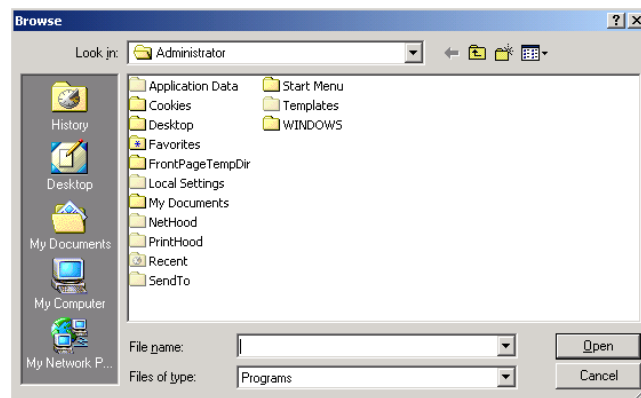 Browse
Look in: Administrator
History
Desktop
My Documents
My Computer
My Network P...
Application Data
Cookies
Desktop
Favorites
FrontPageTempDir
Local Settings
My Documents
NetHood
PrintHood
Recent
SendTo
Start Menu
Templates
WINDOWS
File name: Open
Files of type: Programs Cancel